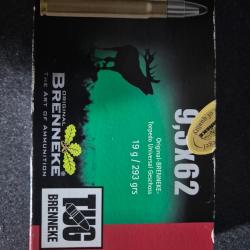 ORIGINAL
BRENNEKE
THE ART OF AMMUNITION
9,3x62
Original-BRENNEKE-
Torpedo Universal Geschoss
19 g / 293 grs
TUG
BRENNEKE